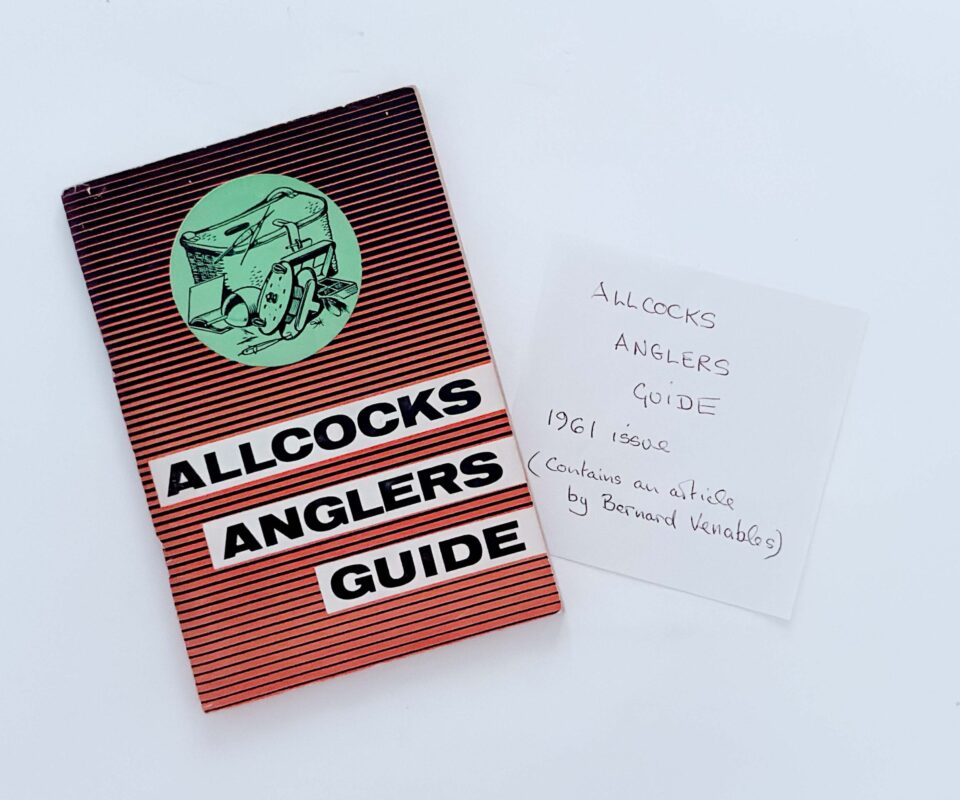 ALLCOCKS
ANGLERS
GUIDE
ALLCOCKS
ANGLERS
GUIDE
1961 issue
(Contains an article
by Bernard Venables)